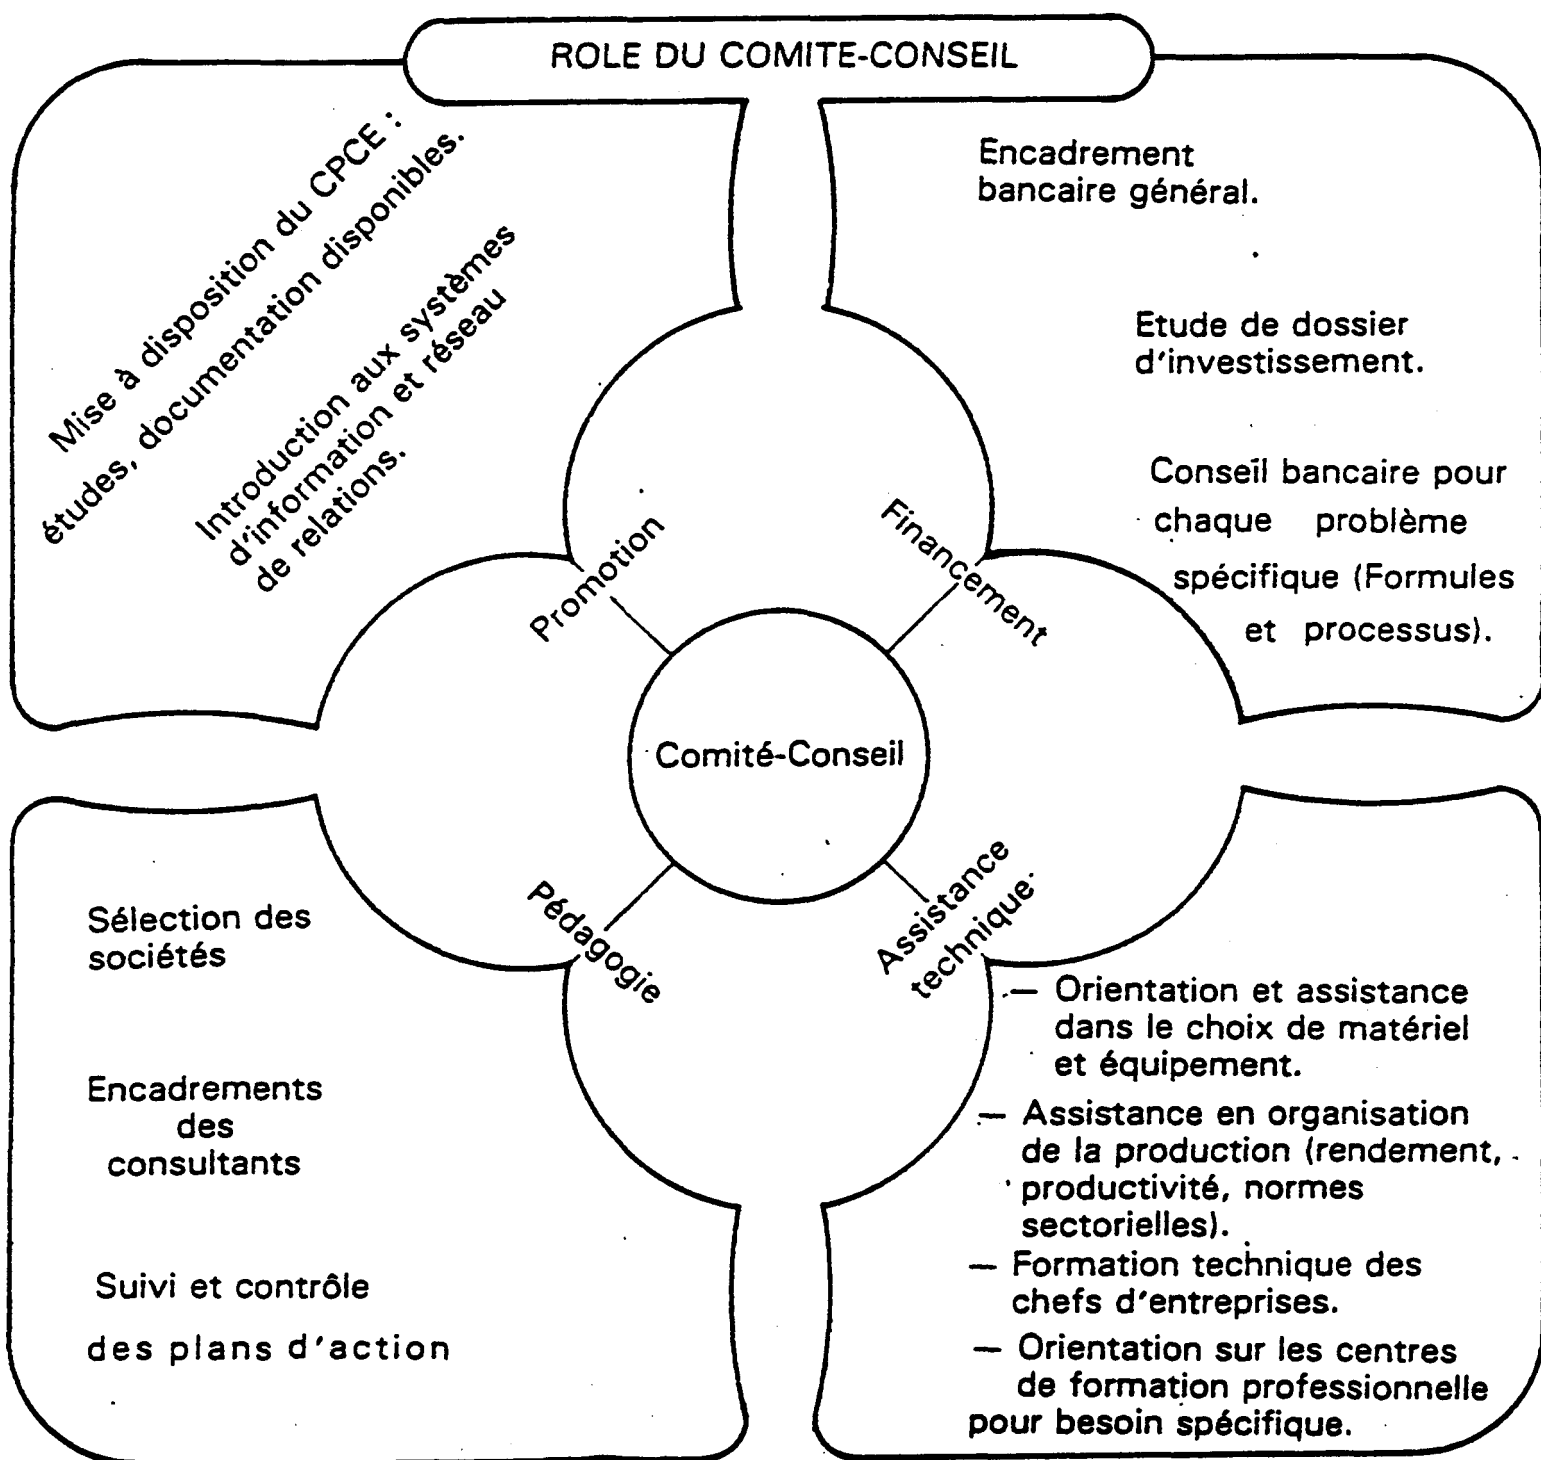 ROLE DU COMITE-CONSEIL
Mise à disposition du CPCE :
études, documentation disponibles.
Introduction aux systèmes
d'information et réseau
de relations.
Encadrement
bancaire général.
Etude de dossier
d'investissement.
Conseil bancaire pour
chaque problème
spécifique (Formules
et processus).
Promotion
Financement
Comité-Conseil
Pédagogie
Assistance
technique
Sélection des
sociétés
Encadrements
des
consultants
Suivi et contrôle
des plans d'action
— Orientation et assistance
dans le choix de matériel
et équipement.
— Assistance en organisation
de la production (rendement,
productivité, normes
sectorielles).
— Formation technique des
chefs d'entreprises.
— Orientation sur les centres
de formation professionnelle
pour besoin spécifique.